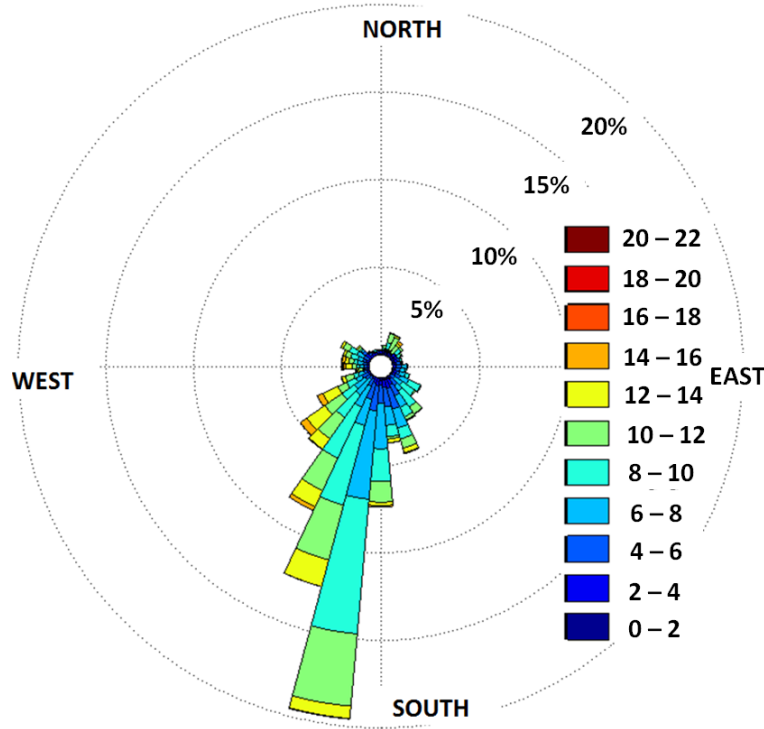 NORTH
20%
15%
10%
5%
20 – 22
18 – 20
16 – 18
14 – 16
12 – 14
10 – 12
8 – 10
6 – 8
4 – 6
2 – 4
0 – 2
WEST
EAST
SOUTH